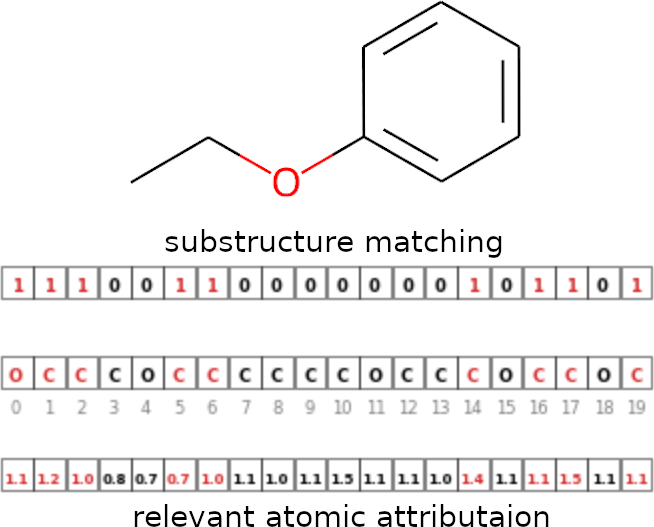 O
substructure matching
1 1 1 0 0 1 1 0 0 0 0 0 0 0 1 0 1 1 0 1
O C C C O C C C C C C O C C C O C C O C
0 1 2 3 4 5 6 7 8 9 10 11 12 13 14 15 16 17 18 19
1.1 1.2 1.0 0.8 0.7 0.7 1.0 1.1 1.0 1.1 1.5 1.1 1.1 1.0 1.4 1.1 1.1 1.5 1.1 1.1
relevant atomic attributaion